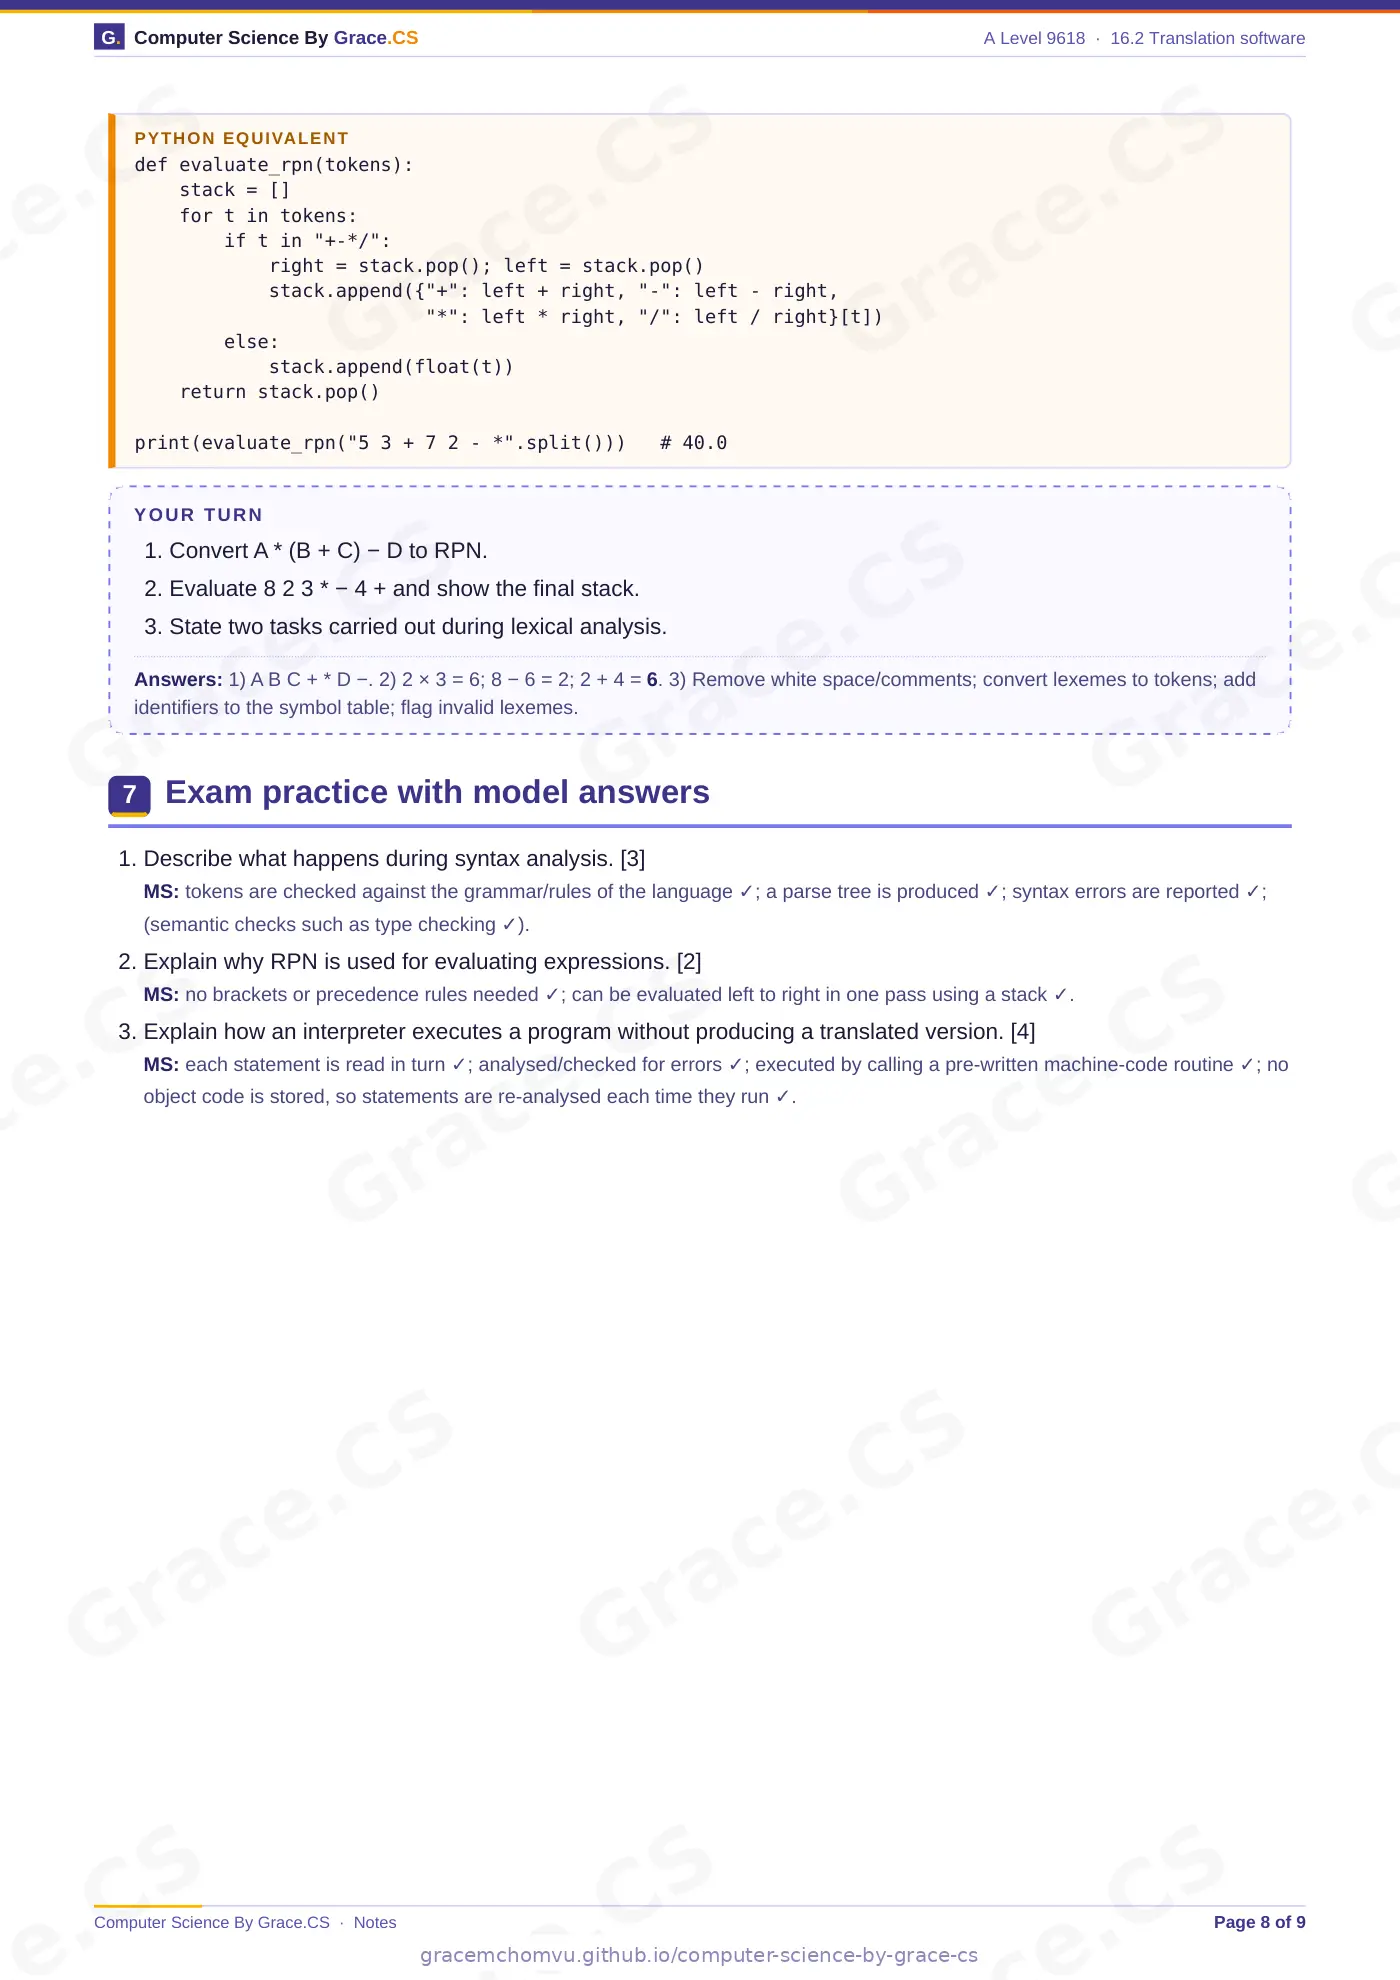 G. Computer Science By Grace.CS
A Level 9618 · 16.2 Translation software
PYTHON EQUIVALENT
def evaluate_rpn(tokens):
    stack = []
    for t in tokens:
        if t in "+-*/":
            right = stack.pop(); left = stack.pop()
            stack.append({"+": left + right, "-": left - right,
                          "*": left * right, "/": left / right}[t])
        else:
            stack.append(float(t))
    return stack.pop()
print(evaluate_rpn("5 3 + 7 2 - *".split()))   # 40.0
YOUR TURN
1. Convert A * (B + C) − D to RPN.
2. Evaluate 8 2 3 * − 4 + and show the final stack.
3. State two tasks carried out during lexical analysis.
Answers: 1) A B C + * D −. 2) 2 × 3 = 6; 8 − 6 = 2; 2 + 4 = 6. 3) Remove white space/comments; convert lexemes to tokens; add
identifiers to the symbol table; flag invalid lexemes.
7 Exam practice with model answers
1. Describe what happens during syntax analysis. [3]
MS: tokens are checked against the grammar/rules of the language ✓; a parse tree is produced ✓; syntax errors are reported ✓;
(semantic checks such as type checking ✓).
2. Explain why RPN is used for evaluating expressions. [2]
MS: no brackets or precedence rules needed ✓; can be evaluated left to right in one pass using a stack ✓.
3. Explain how an interpreter executes a program without producing a translated version. [4]
MS: each statement is read in turn ✓; analysed/checked for errors ✓; executed by calling a pre-written machine-code routine ✓; no
object code is stored, so statements are re-analysed each time they run ✓.
Computer Science By Grace.CS · Notes
Page 8 of 9
gracemchomvu.github.io/computer-science-by-grace-cs